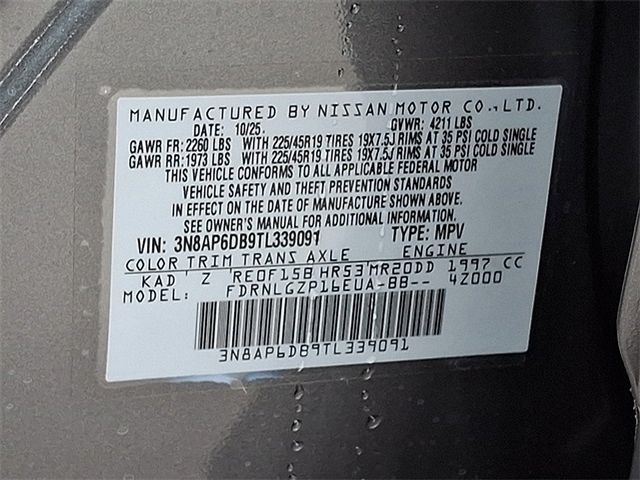 MANUFACTURED BY NISSAN MOTOR CO., LTD.
DATE: 10/25. GVWR: 4211 LBS
GAWR FR: 2260 LBS WITH 225/45R19 TIRES 19X7.5J RIMS AT 35 PSI COLD SINGLE
GAWR RR: 1973 LBS WITH 225/45R19 TIRES 19X7.5J RIMS AT 35 PSI COLD SINGLE
THIS VEHICLE CONFORMS TO ALL APPLICABLE FEDERAL MOTOR
VEHICLE SAFETY AND THEFT PREVENTION STANDARDS
IN EFFECT ON THE DATE OF MANUFACTURE SHOWN ABOVE.
SEE OWNER'S MANUAL FOR ADDITIONAL INFORMATION.
VIN: 3N8AP6DB9TL339091 TYPE: MPV
COLOR TRIM TRANS AXLE ENGINE
KAD' Z 'RE0F15B HR53'MR20DD 1997 CC
FDRNLGZP16EUA-BB-- 4Z000
3N8AP6DB9TL339091